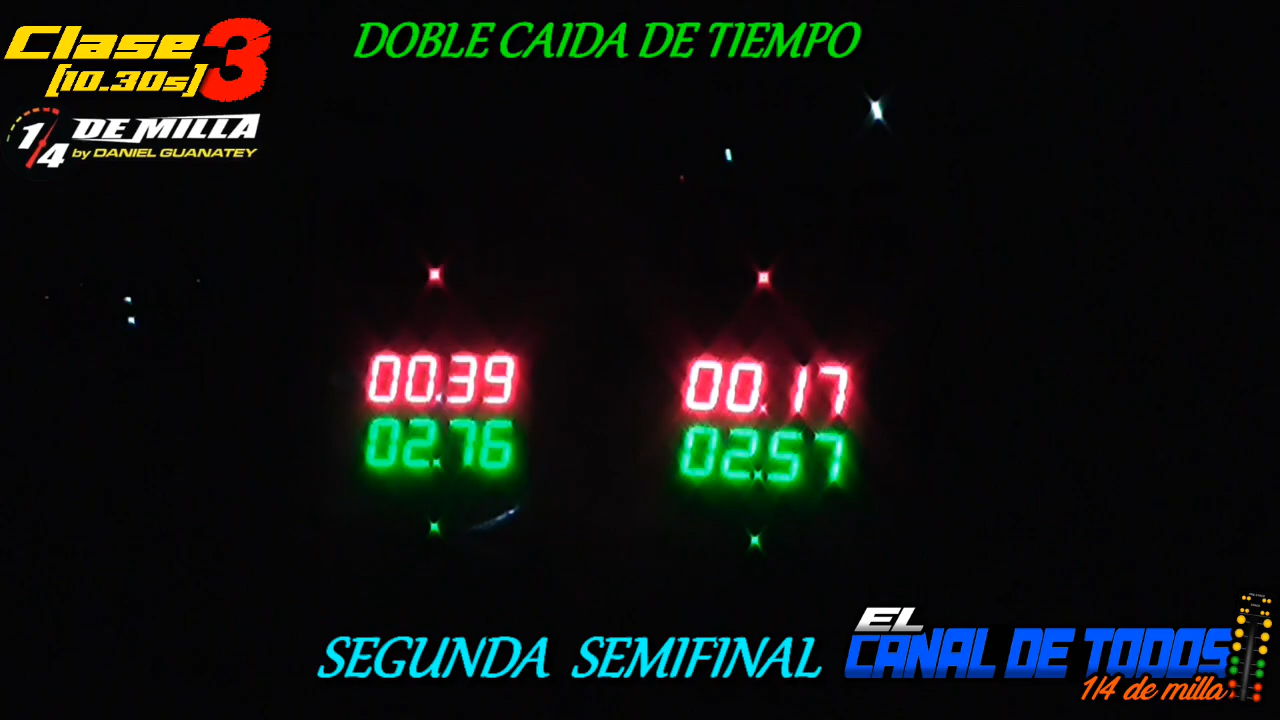 Clase 3
[10.30s]
1/4 DE MILLA
by DANIEL GUANATEY
DOBLE CAIDA DE TIEMPO
00.39
02.76
00.17
02.57
SEGUNDA SEMIFINAL
EL
CANAL DE TODOS
1/4 de milla